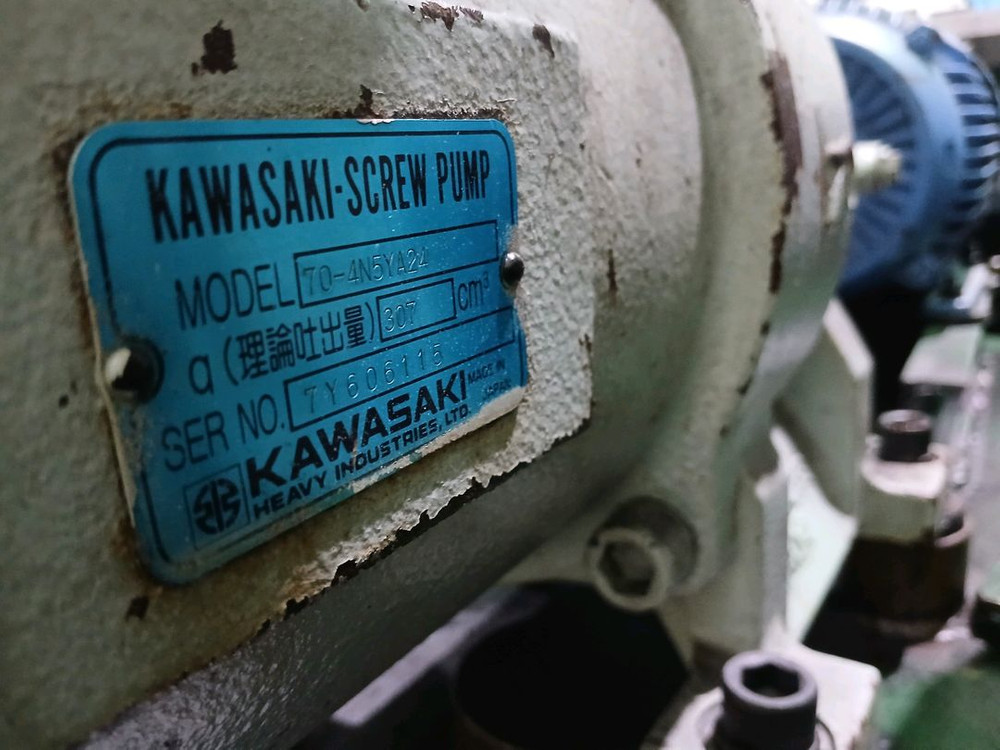 KAWASAKI-SCREW PUMP
MODEL 70-4N5YA24
q (理論吐出量) 307 cm³
SER NO. 7Y606115
KAWASAKI MADE IN JAPAN
HEAVY INDUSTRIES, LTD.